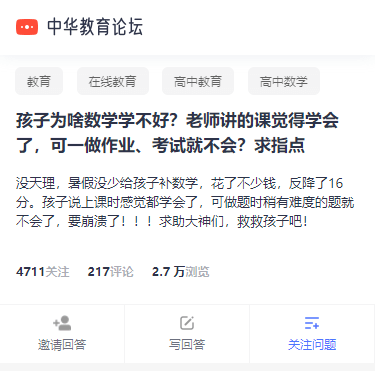 中华教育论坛
教育 在线教育 高中教育 高中数学
孩子为啥数学学不好？老师讲的课觉得学会
了，可一做作业、考试就不会？求指点
没天理，暑假没少给孩子补数学，花了不少钱，反降了16
分。孩子说上课时感觉都学会了，可做题时稍有难度的题就
不会了，要崩溃了！！！求助大神们，救救孩子吧！
4711关注 217评论 2.7 万浏览
邀请回答 写回答 关注问题